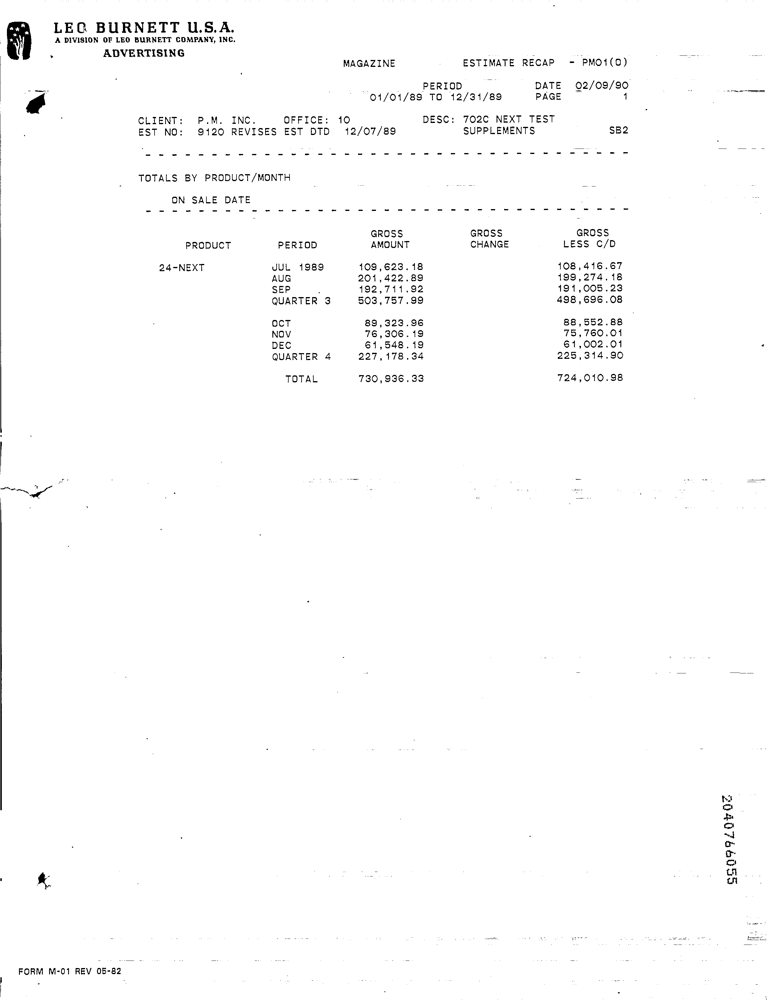 LEO BURNETT U.S.A.
A DIVISION OF LEO BURNETT COMPANY, INC.
ADVERTISING
MAGAZINE ESTIMATE RECAP - PM01(0)
PERIOD DATE 02/09/90
01/01/89 TO 12/31/89 PAGE 1
CLIENT: P.M. INC. OFFICE: 10 DESC: 702C NEXT TEST
EST NO: 9120 REVISES EST DTD 12/07/89 SUPPLEMENTS SB2
- - - - - - - - - - - - - - - - - - - - - - - - - - - - - - - - - - - - -
TOTALS BY PRODUCT/MONTH
ON SALE DATE
- - - - - - - - - - - - - - - - - - - - - - - - - - - - - - - - - - - - -
GROSS GROSS GROSS
PRODUCT PERIOD AMOUNT CHANGE LESS C/D
24-NEXT JUL 1989 109,623.18 108,416.67
AUG 201,422.89 199,274.18
SEP 192,711.92 191,005.23
QUARTER 3 503,757.99 498,696.08
OCT 89,323.96 88,552.88
NOV 76,306.19 75,760.01
DEC 61,548.19 61,002.01
QUARTER 4 227,178.34 225,314.90
TOTAL 730,936.33 724,010.98
2040766055
FORM M-01 REV 05-82